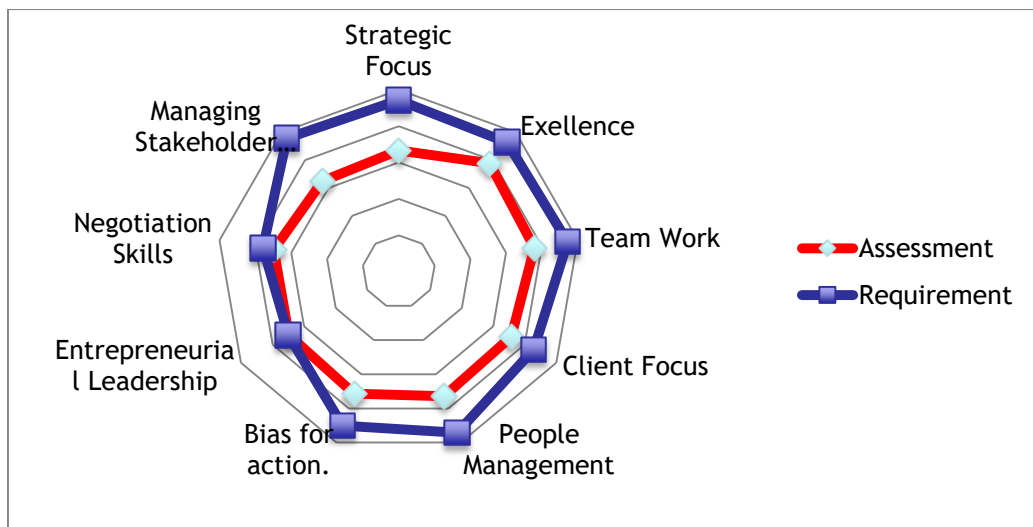 Strategic
Focus
Exellence
Team Work
Client Focus
People
Management
Bias for
action.
Entrepreneuria
l Leadership
Negotiation
Skills
Managing
Stakeholder...
Assessment
Requirement